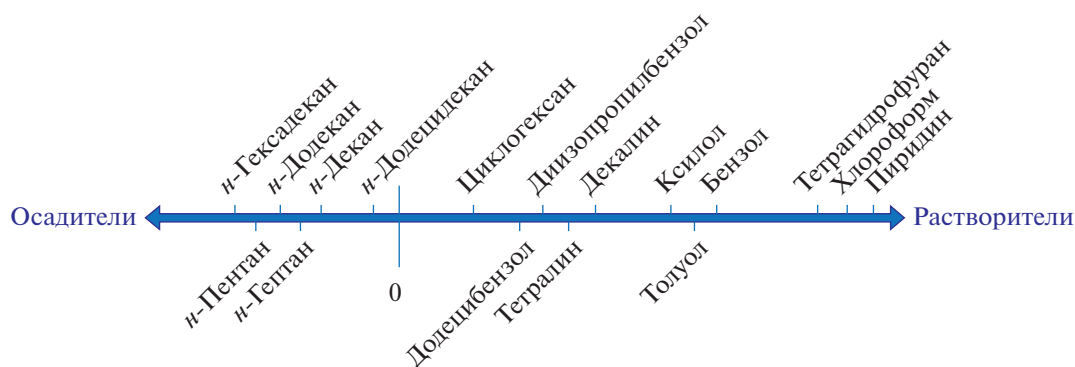 н-Гексадекан
н-Додекан
н-Декан
н-Додецидекан
Циклогексан
Диизопропилбензол
Декалин
Ксилол
Бензол
Тетрагидрофуран
Хлороформ
Пиридин
Осадители
Растворители
н-Пентан
н-Гептан
0
Додецибензол
Тетралин
Толуол